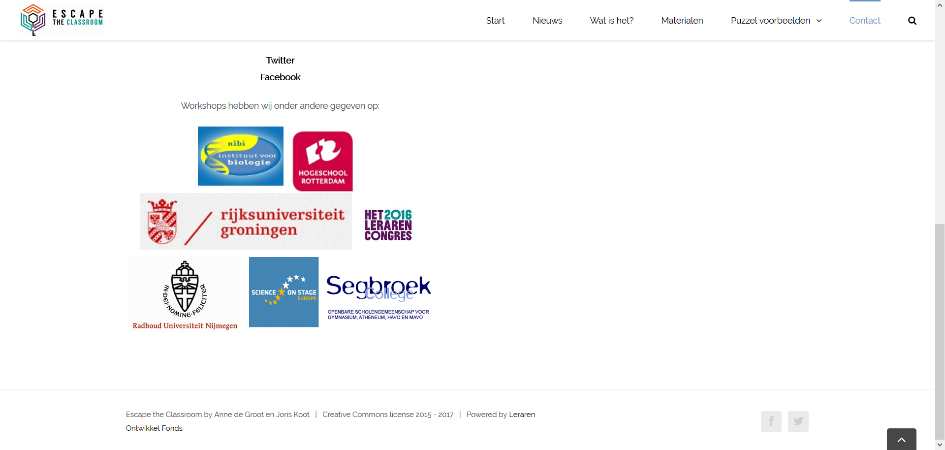 ESCAPE
THE CLASSROOM
Start Nieuws Wat is het? Materialen Puzzel voorbeelden Contact
Twitter
Facebook
Workshops hebben wij onder andere gegeven op:
nibi
instituut voor
biologie
HOGESCHOOL
ROTTERDAM
rijksuniversiteit
groningen
HET 2016
LERAREN
CONGRES
IN DEI NOMINE FELICITER
Radboud Universiteit Nijmegen
SCIENCE ON STAGE
EUROPE
Segbroek
College
OPENBARE SCHOLENGEMEENSCHAP VOOR
GYMNASIUM, ATHENEUM, HAVO EN MAVO
Escape the Classroom by Anne de Groot en Joris Koot | Creative Commons license 2015 - 2017 | Powered by Leraren
Ontwikkel Fonds